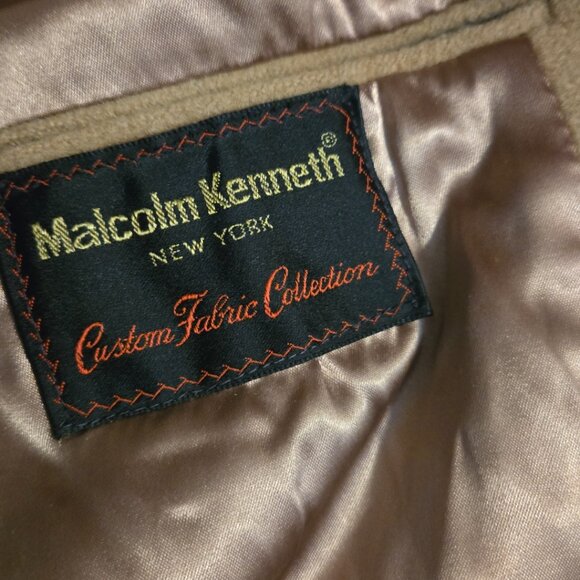 Malcolm Kenneth®
NEW YORK
Custom Fabric Collection